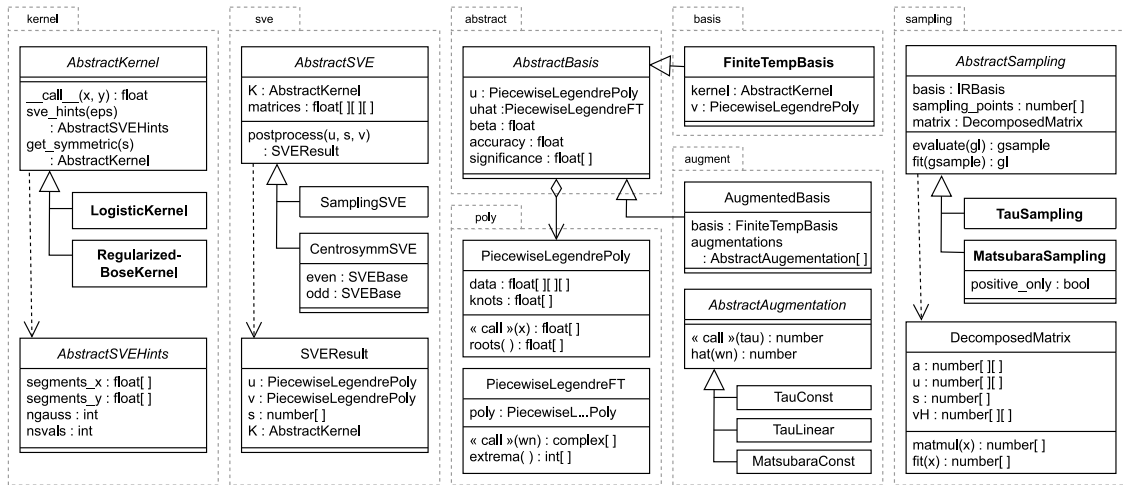 kernel
AbstractKernel
__call__(x, y) : float
sve_hints(eps)
: AbstractSVEHints
get_symmetric(s)
: AbstractKernel
LogisticKernel
Regularized-
BoseKernel
AbstractSVEHints
segments_x : float[ ]
segments_y : float[ ]
ngauss : int
nsvals : int
sve
AbstractSVE
K : AbstractKernel
matrices : float[ ][ ][ ]
postprocess(u, s, v)
: SVEResult
SamplingSVE
CentrosymmSVE
even : SVEBase
odd : SVEBase
SVEResult
u : PiecewiseLegendrePoly
v : PiecewiseLegendrePoly
s : number[ ]
K : AbstractKernel
abstract
AbstractBasis
u : PiecewiseLegendrePoly
uhat :PiecewiseLegendreFT
beta : float
accuracy : float
significance : float[ ]
poly
PiecewiseLegendrePoly
data : float[ ][ ][ ]
knots : float[ ]
« call »(x) : float[ ]
roots( ) : float[ ]
PiecewiseLegendreFT
poly : PiecewiseL...Poly
« call »(wn) : complex[ ]
extrema( ) : int[ ]
basis
FiniteTempBasis
kernel : AbstractKernel
v : PiecewiseLegendrePoly
augment
AugmentedBasis
basis : FiniteTempBasis
augmentations
: AbstractAugementation[ ]
AbstractAugmentation
« call »(tau) : number
hat(wn) : number
TauConst
TauLinear
MatsubaraConst
sampling
AbstractSampling
basis : IRBasis
sampling_points : number[ ]
matrix : DecomposedMatrix
evaluate(gl) : gsample
fit(gsample) : gl
TauSampling
MatsubaraSampling
positive_only : bool
DecomposedMatrix
a : number[ ][ ]
u : number[ ][ ]
s : number[ ]
vH : number[ ][ ]
matmul(x) : number[ ]
fit(x) : number[ ]